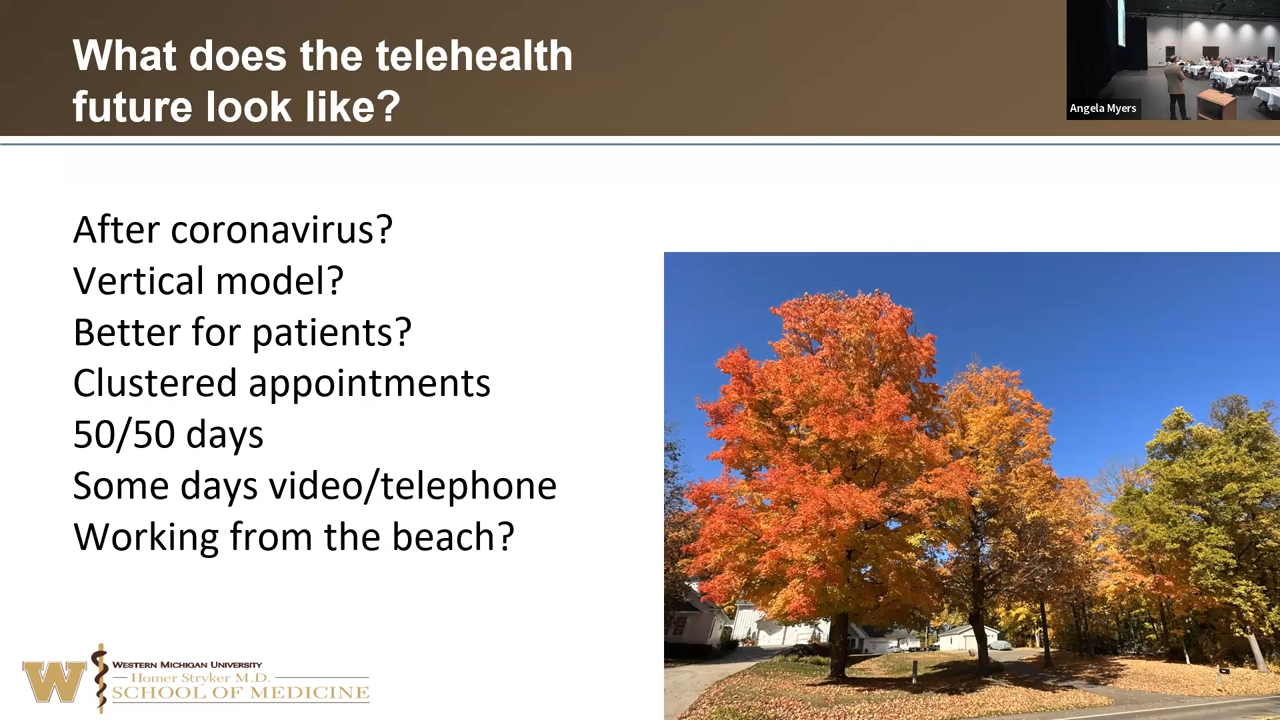 What does the telehealth
future look like?
Angela Myers
After coronavirus?
Vertical model?
Better for patients?
Clustered appointments
50/50 days
Some days video/telephone
Working from the beach?
W
WESTERN MICHIGAN UNIVERSITY
Homer Stryker M.D.
SCHOOL OF MEDICINE